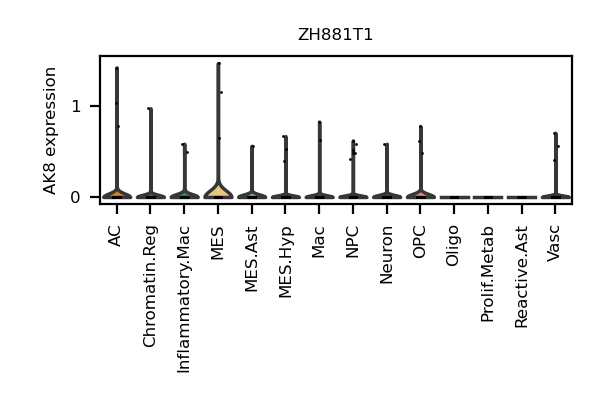 ZH881T1
AK8 expression
1
0
AC
Chromatin.Reg
Inflammatory.Mac
MES
MES.Ast
MES.Hyp
Mac
NPC
Neuron
OPC
Oligo
Prolif.Metab
Reactive.Ast
Vasc